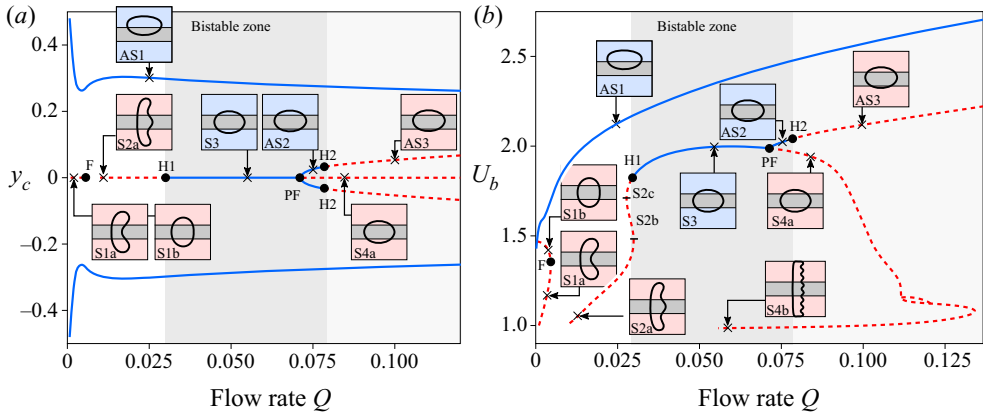 (a)
Bistable zone
0.4
0.2
0
−0.2
−0.4
y_c
AS1
S2a
S3
AS2
AS3
F
H1
PF
H2
H2
S1a
S1b
S4a
0
0.025
0.050
0.075
0.100
Flow rate Q
(b)
Bistable zone
2.5
2.0
1.5
1.0
U_b
AS1
AS2
AS3
H2
PF
H1
S2c
S2b
S1b
F
S1a
S2a
S3
S4a
S4b
0
0.025
0.050
0.075
0.100
0.125
Flow rate Q